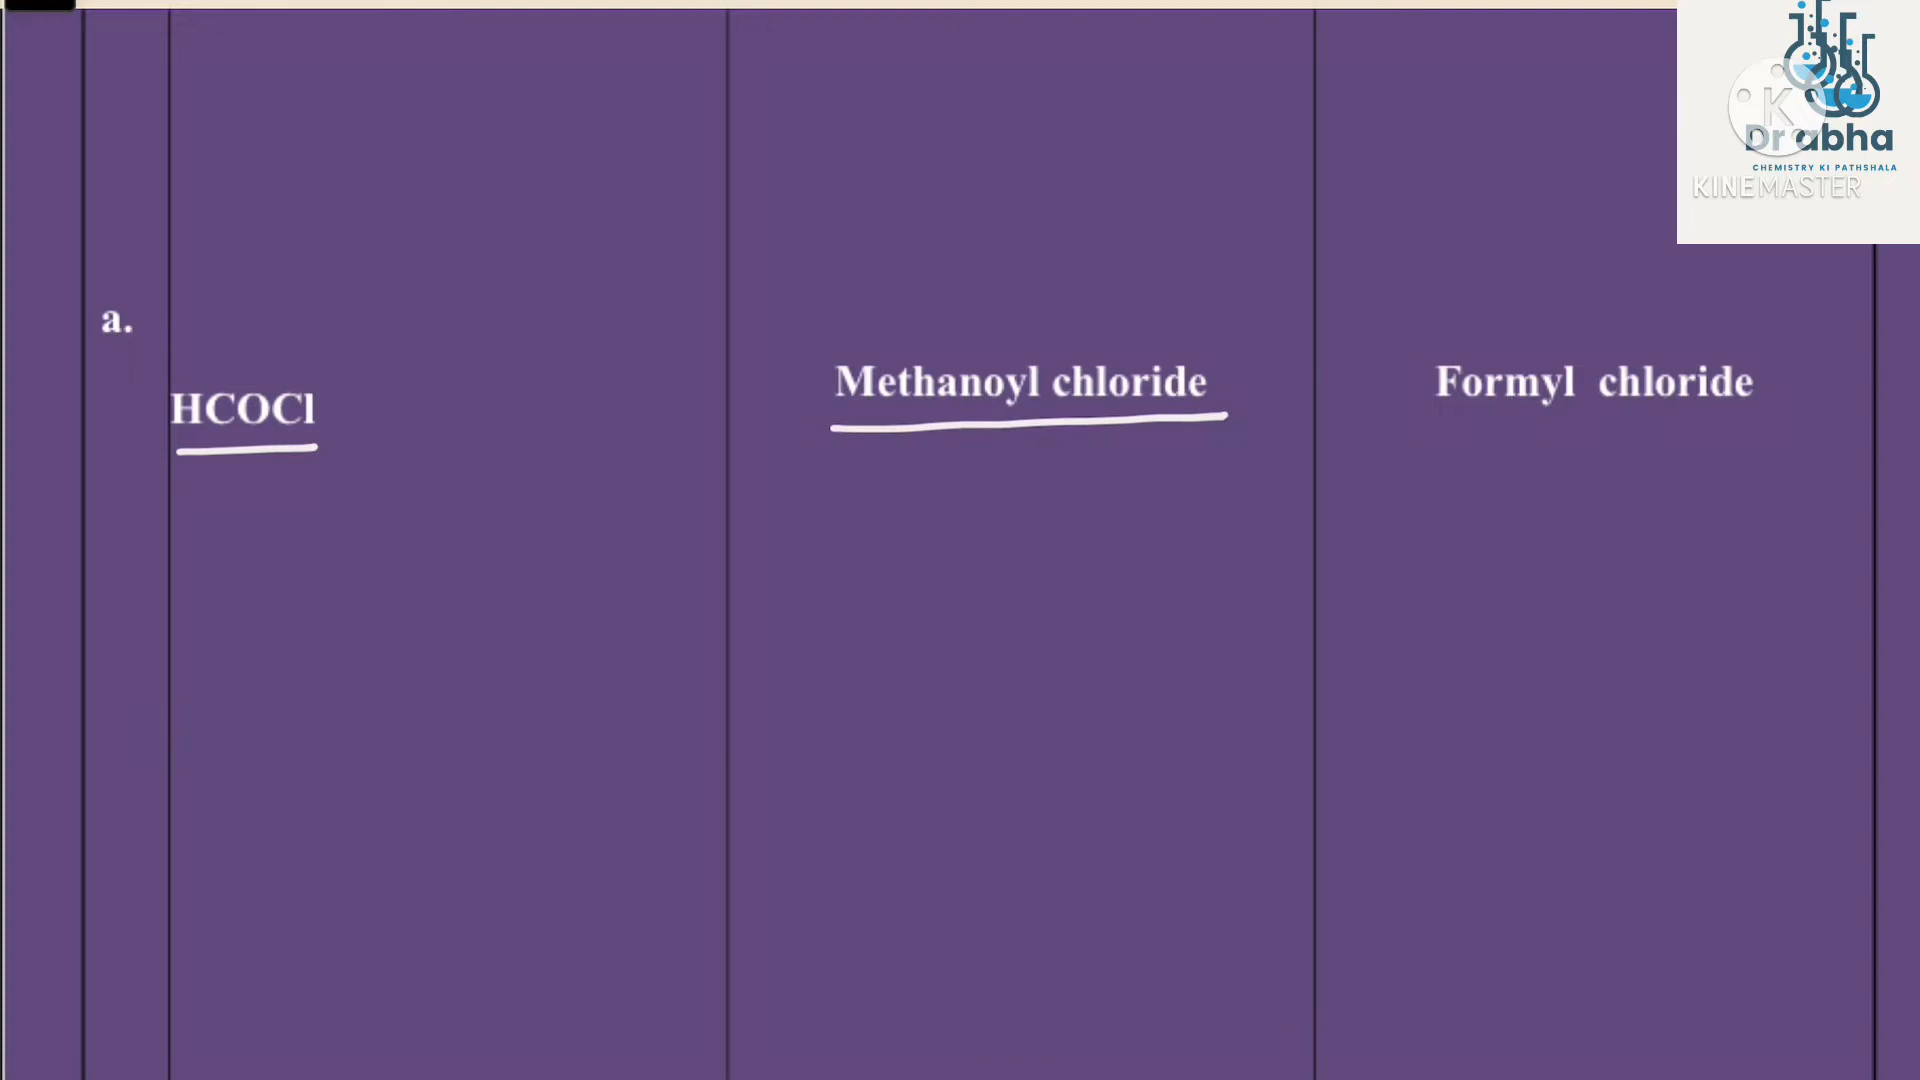 a.
HCOCl
Methanoyl chloride
Formyl chloride
K
Dr abha
CHEMISTRY KI PATHSHALA
KINEMASTER